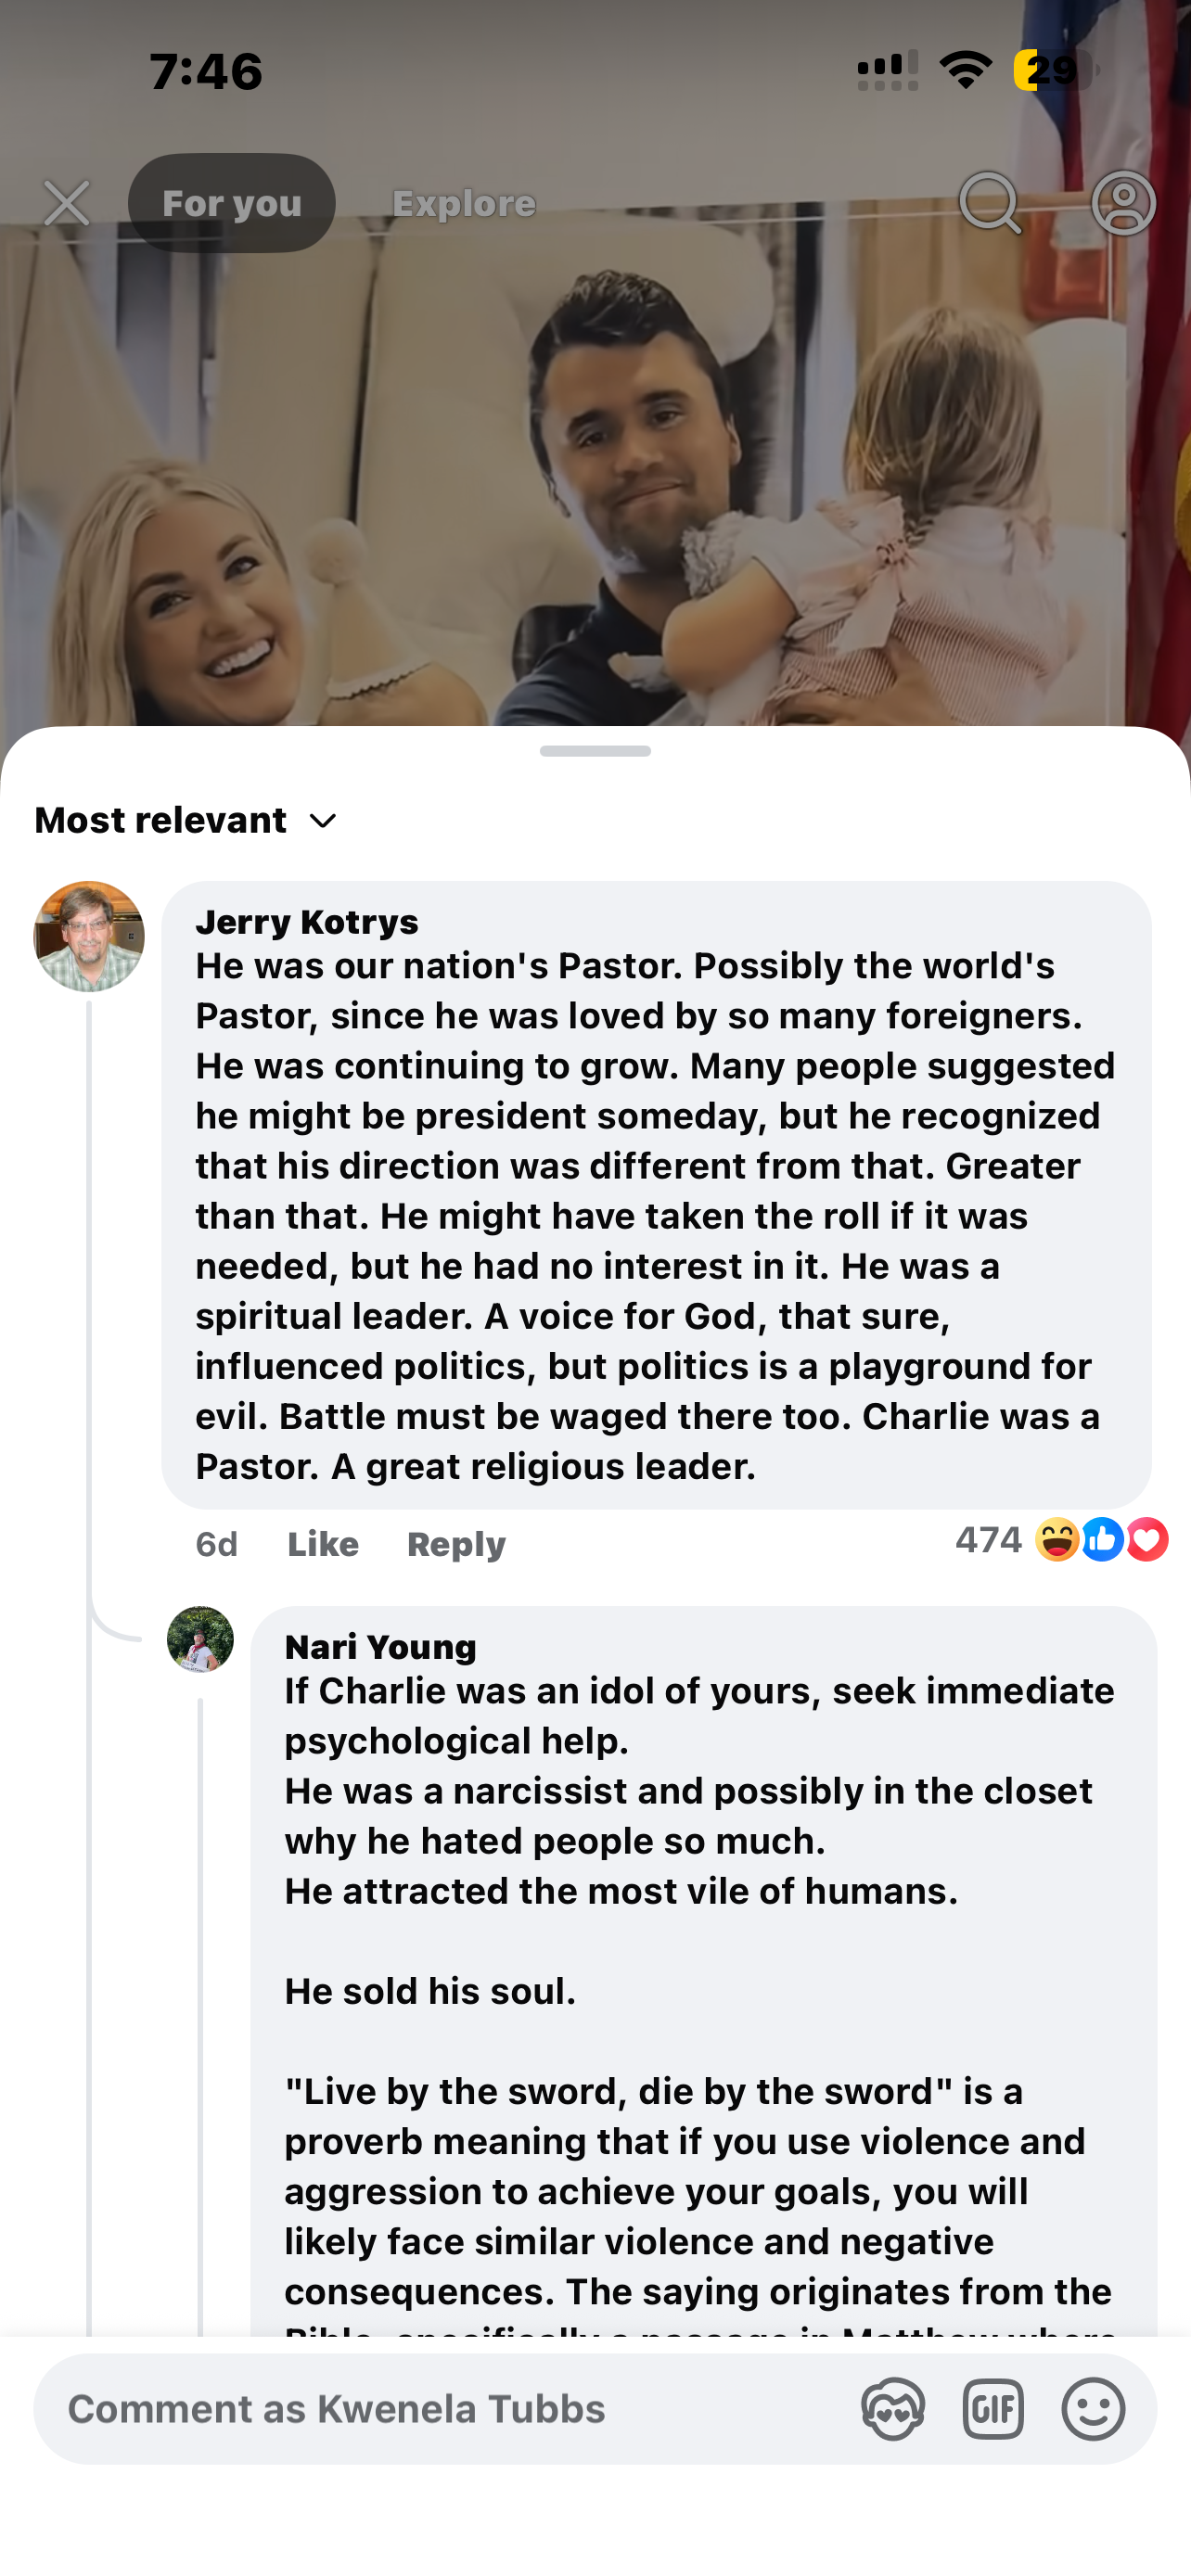 7:46
29
For you
Explore
Most relevant
Jerry Kotrys
He was our nation's Pastor. Possibly the world's
Pastor, since he was loved by so many foreigners.
He was continuing to grow. Many people suggested
he might be president someday, but he recognized
that his direction was different from that. Greater
than that. He might have taken the roll if it was
needed, but he had no interest in it. He was a
spiritual leader. A voice for God, that sure,
influenced politics, but politics is a playground for
evil. Battle must be waged there too. Charlie was a
Pastor. A great religious leader.
6d Like Reply 474
Nari Young
If Charlie was an idol of yours, seek immediate
psychological help.
He was a narcissist and possibly in the closet
why he hated people so much.
He attracted the most vile of humans.
He sold his soul.
"Live by the sword, die by the sword" is a
proverb meaning that if you use violence and
aggression to achieve your goals, you will
likely face similar violence and negative
consequences. The saying originates from the
Bible, specifically a passage in Matthew where
Comment as Kwenela Tubbs
GIF